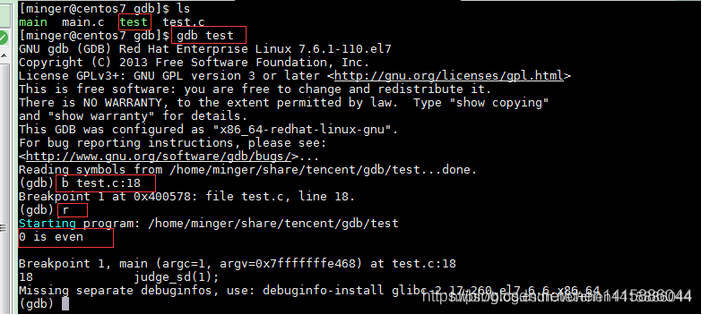 [minger@centos7 gdb]$ ls
main main.c test test.c
[minger@centos7 gdb]$ gdb test
GNU gdb (GDB) Red Hat Enterprise Linux 7.6.1-110.el7
Copyright (C) 2013 Free Software Foundation, Inc.
License GPLv3+: GNU GPL version 3 or later <http://gnu.org/licenses/gpl.html>
This is free software: you are free to change and redistribute it.
There is NO WARRANTY, to the extent permitted by law.  Type "show copying"
and "show warranty" for details.
This GDB was configured as "x86_64-redhat-linux-gnu".
For bug reporting instructions, please see:
<http://www.gnu.org/software/gdb/bugs/>...
Reading symbols from /home/minger/share/tencent/gdb/test...done.
(gdb) b test.c:18
Breakpoint 1 at 0x400578: file test.c, line 18.
(gdb) r
Starting program: /home/minger/share/tencent/gdb/test
0 is even
Breakpoint 1, main (argc=1, argv=0x7fffffffe468) at test.c:18
18 judge_sd(1);
Missing separate debuginfos, use: debuginfo-install glibc-2.17-260.el7_6.6.x86_64
(gdb)